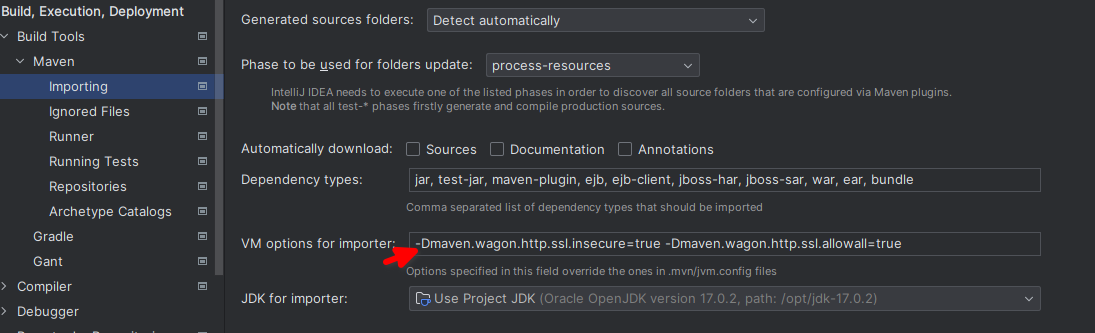 Build, Execution, Deployment
Build Tools
Maven
Importing
Ignored Files
Runner
Running Tests
Repositories
Archetype Catalogs
Gradle
Gant
Compiler
Debugger
Generated sources folders: Detect automatically
Phase to be used for folders update: process-resources
IntelliJ IDEA needs to execute one of the listed phases in order to discover all source folders that are configured via Maven plugins.
Note that all test-* phases firstly generate and compile production sources.
Automatically download: Sources Documentation Annotations
Dependency types: jar, test-jar, maven-plugin, ejb, ejb-client, jboss-har, jboss-sar, war, ear, bundle
Comma separated list of dependency types that should be imported
VM options for importer: -Dmaven.wagon.http.ssl.insecure=true -Dmaven.wagon.http.ssl.allowall=true
Options specified in this field override the ones in .mvn/jvm.config files
JDK for importer: Use Project JDK (Oracle OpenJDK version 17.0.2, path: /opt/jdk-17.0.2)